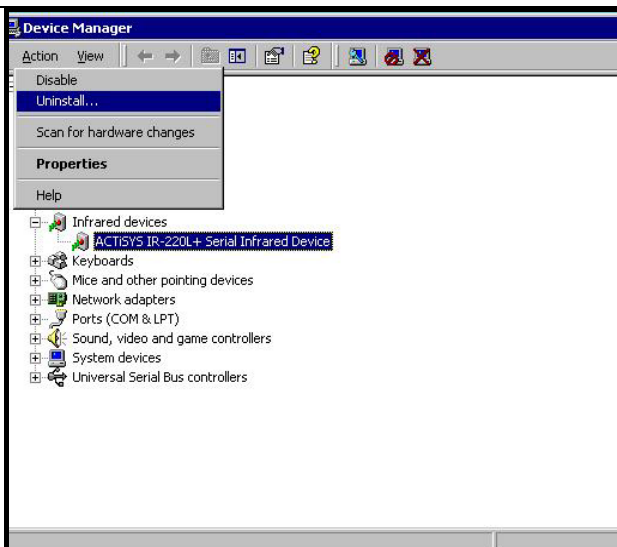 Device Manager
Action View
Disable
Uninstall...
Scan for hardware changes
Properties
Help
Infrared devices
ACTiSYS IR-220L+ Serial Infrared Device
Keyboards
Mice and other pointing devices
Network adapters
Ports (COM & LPT)
Sound, video and game controllers
System devices
Universal Serial Bus controllers